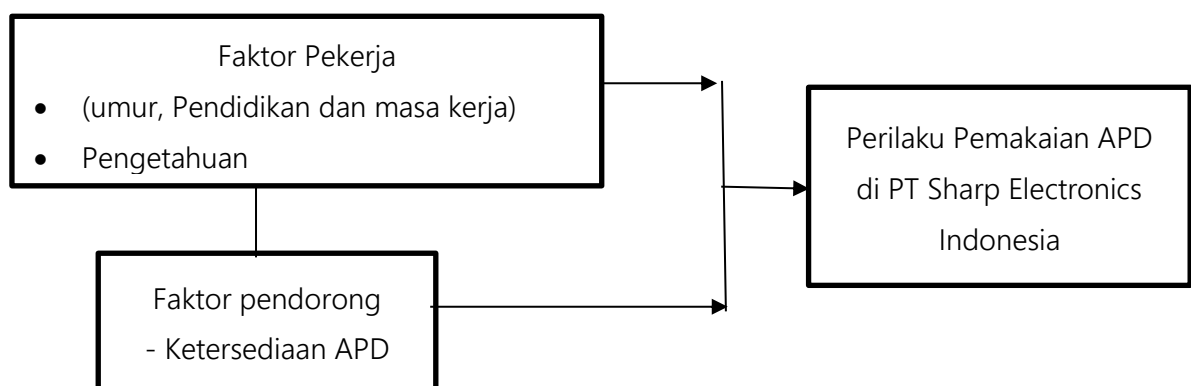 Faktor Pekerja
• (umur, Pendidikan dan masa kerja)
• Pengetahuan
Faktor pendorong
- Ketersediaan APD
Perilaku Pemakaian APD
di PT Sharp Electronics
Indonesia